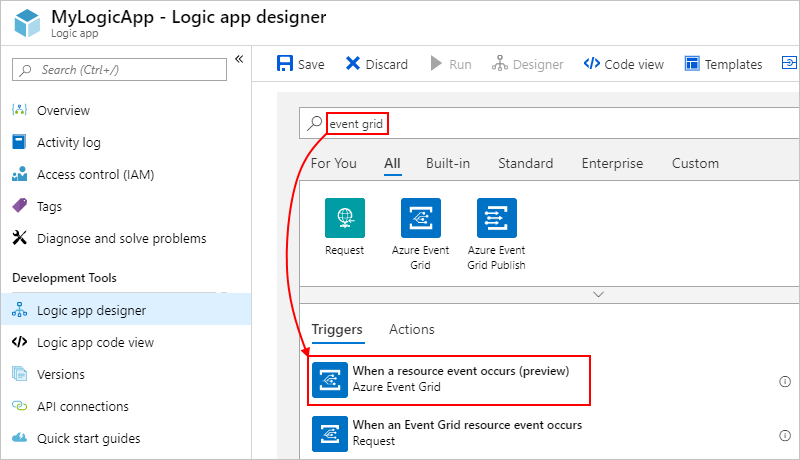 MyLogicApp - Logic app designer
Logic app
Search (Ctrl+/)
«
Overview
Activity log
Access control (IAM)
Tags
Diagnose and solve problems
Development Tools
Logic app designer
Logic app code view
Versions
API connections
Quick start guides
Save
Discard
Run
Designer
Code view
Templates
event grid
For You
All
Built-in
Standard
Enterprise
Custom
Request
Azure Event
Grid
Azure Event
Grid Publish
Triggers
Actions
When a resource event occurs (preview)
Azure Event Grid
When an Event Grid resource event occurs
Request